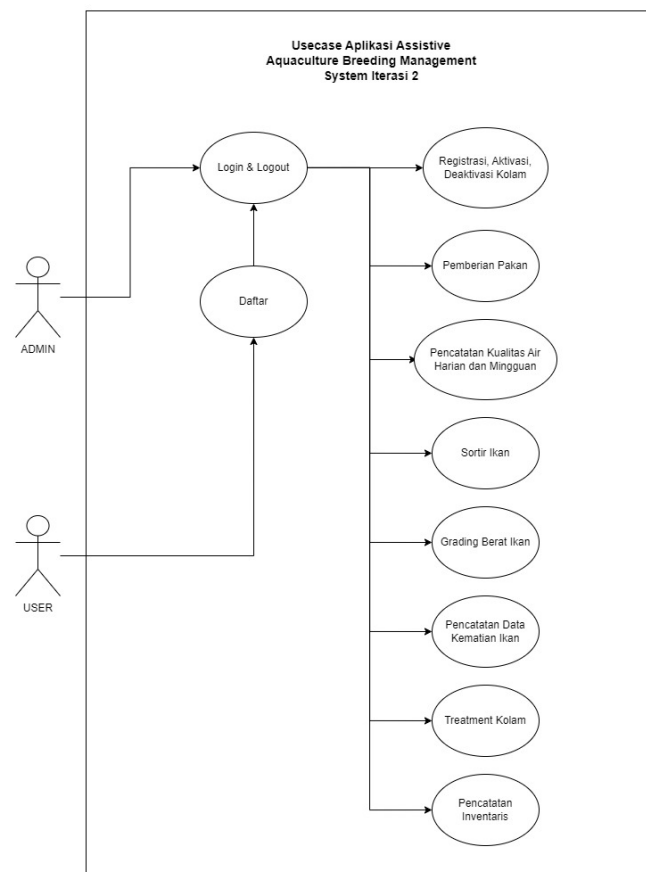 Usecase Aplikasi Assistive
Aquaculture Breeding Management
System Iterasi 2
Login & Logout
Registrasi, Aktivasi,
Deaktivasi Kolam
Pemberian Pakan
Daftar
ADMIN
Pencatatan Kualitas Air
Harian dan Mingguan
Sortir Ikan
Grading Berat Ikan
USER
Pencatatan Data
Kematian Ikan
Treatment Kolam
Pencatatan
Inventaris